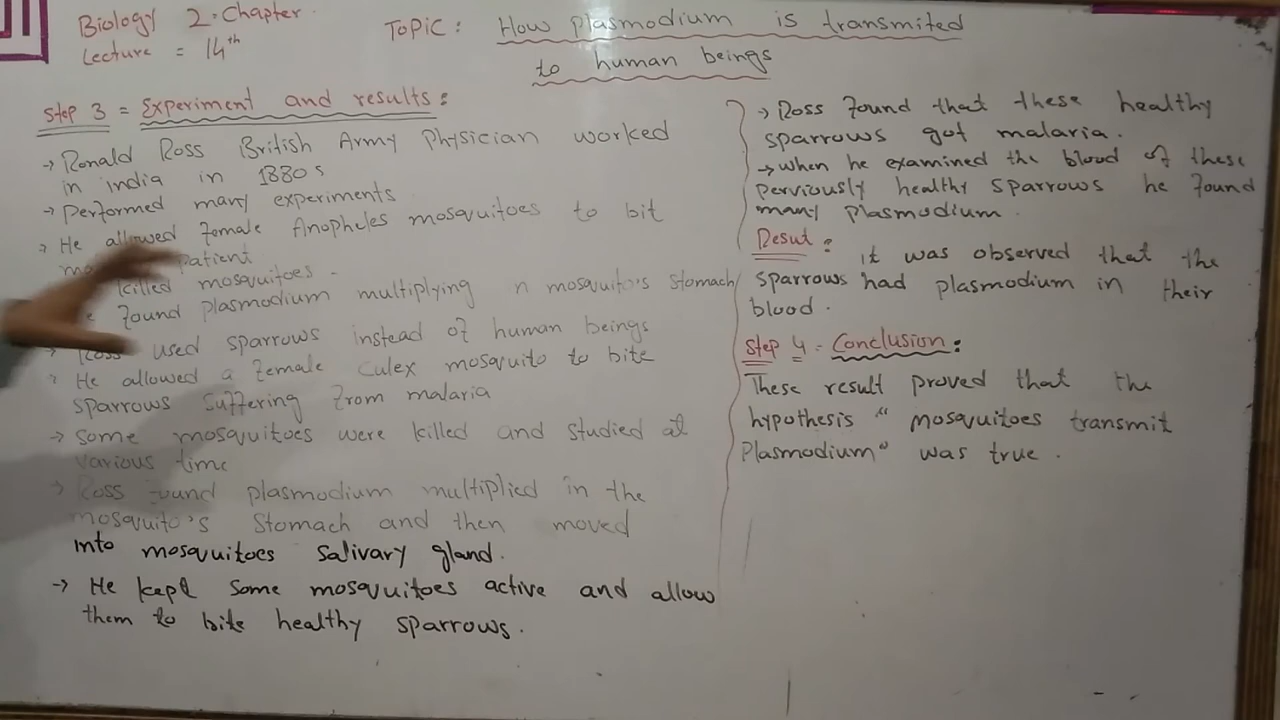 Biology 2. Chapter
Lecture = 14th
Topic : How plasmodium is transmited
to human beings
Step 3 = Experiment and results :
→ Ronald Ross British Army Physician worked
in india in 1880s
→ Performed many experiments
→ He allowed female Anopheles mosquitoes to bit
patient
killed mosquitoes .
found plasmodium multiplying n mosquito's stomach
→ Ross used sparrows instead of human beings
→ He allowed a female culex mosquito to bite
sparrows suffering from malaria
→ Some mosquitoes were killed and studied at
various time
→ Ross found plasmodium multiplied in the
mosquito's Stomach and then moved
into mosquitoes salivary gland.
→ He kept some mosquitoes active and allow
them to bite healthy sparrows.
→ Ross found that these healthy
sparrows got malaria .
→ when he examined the blood of these
perviously healthy sparrows he found
many plasmodium .
Resut : it was observed that the
sparrows had plasmodium in their
blood .
Step 4 = Conclusion :
These result proved that the
hypothesis " mosquitoes transmit
Plasmodium" was true .